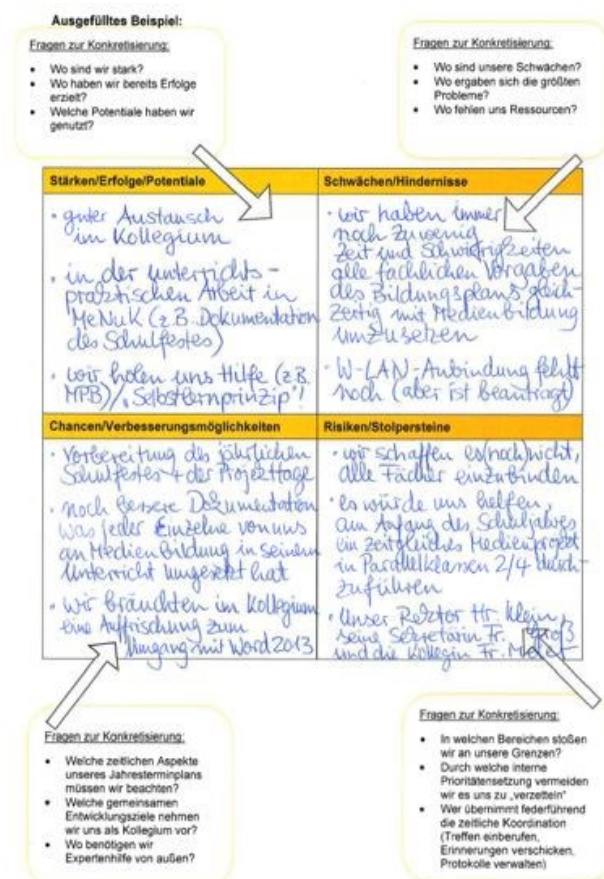 Ausgefülltes Beispiel:
Fragen zur Konkretisierung:
• Wo sind wir stark?
• Wo haben wir bereits Erfolge
erzielt?
• Welche Potentiale haben wir
genutzt?
Fragen zur Konkretisierung:
• Wo sind unsere Schwächen?
• Wo ergaben sich die größten
Probleme?
• Wo fehlen uns Ressourcen?
Stärken/Erfolge/Potentiale
• guter Austausch
im Kollegium
• in der unterrichts-
praktischen Arbeit in
MeNuK (z.B. Dokumentation
des Schulfestes)
• wir holen uns Hilfe (z.B.
MPB)/„Selbstlernprinzip"!
Schwächen/Hindernisse
• wir haben immer
noch zuwenig
Zeit und Schwierigkeiten
alle fachlichen Vorgaben
des Bildungsplans gleich-
zeitig mit Medienbildung
umzusetzen
• W-LAN-Anbindung fehlt
noch (aber ist beantragt)
Chancen/Verbesserungsmöglichkeiten
• Vorbereitung des jährlichen
Schulfestes + der Projekttage
• noch bessere Dokumentation
was jeder Einzelne von uns
an Medienbildung in seinem
Unterricht umgesetzt hat
• wir bräuchten im Kollegium
eine Auffrischung zum
Umgang mit Word 2013
Risiken/Stolpersteine
• wir schaffen es (noch) nicht,
alle Fächer einzubinden
• es würde uns helfen,
am Anfang des Schuljahres
ein zeitgleiches Medienprojekt
in Parallelklassen 2/4 durch-
zuführen
• Unser Rektor Hr. Klein,
seine Sekretärin Fr.
und die Kollegin Fr.
Fragen zur Konkretisierung:
• Welche zeitlichen Aspekte
unseres Jahresterminplans
müssen wir beachten?
• Welche gemeinsamen
Entwicklungsziele nehmen
wir uns als Kollegium vor?
• Wo benötigen wir
Expertenhilfe von außen?
Fragen zur Konkretisierung:
• In welchen Bereichen stoßen
wir an unsere Grenzen?
• Durch welche interne
Prioritätensetzung vermeiden
wir es uns zu „verzetteln"
• Wer übernimmt federführend
die zeitliche Koordination
(Treffen einberufen,
Erinnerungen verschicken,
Protokolle verwalten)